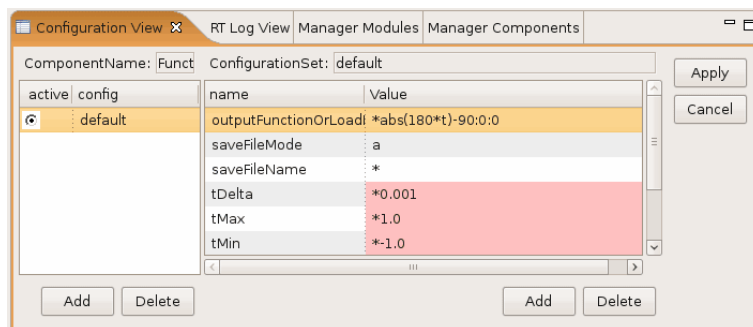 Configuration View RT Log View Manager Modules Manager Components
ComponentName: Funct ConfigurationSet: default
Apply
Cancel
active config
default
name Value
outputFunctionOrLoadi *abs(180*t)-90:0:0
saveFileMode a
saveFileName *
tDelta *0.001
tMax *1.0
tMin *-1.0
Add Delete
Add Delete